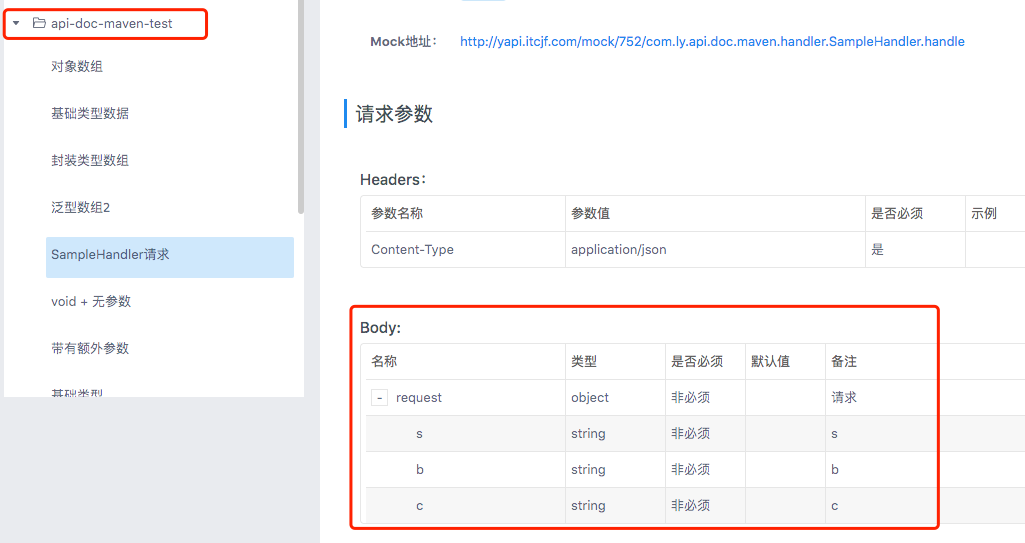 api-doc-maven-test
对象数组
基础类型数据
封装类型数组
泛型数组2
SampleHandler请求
void + 无参数
带有额外参数
基础类型
Mock地址： http://yapi.itcjf.com/mock/752/com.ly.api.doc.maven.handler.SampleHandler.handle
请求参数
Headers：
参数名称 参数值 是否必须 示例
Content-Type application/json 是
Body:
名称 类型 是否必须 默认值 备注
- request object 非必须 请求
s string 非必须 s
b string 非必须 b
c string 非必须 c